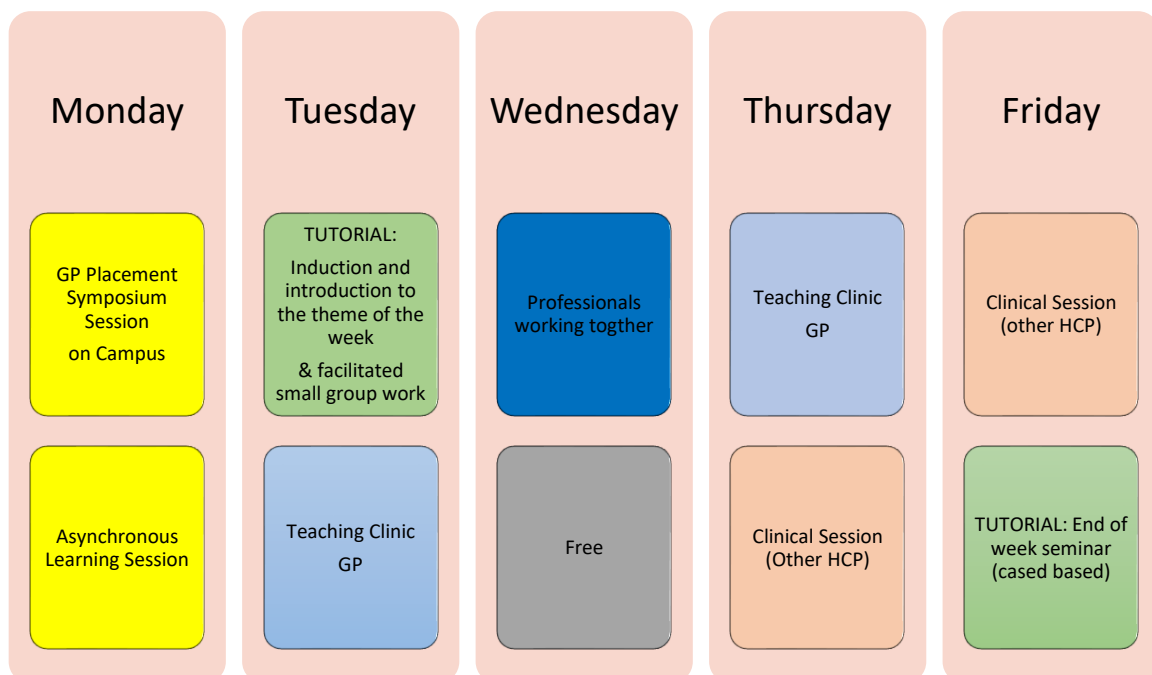 Monday
Tuesday
Wednesday
Thursday
Friday
GP Placement
Symposium
Session
on Campus
TUTORIAL:
Induction and
introduction to
the theme of the
week
& facilitated
small group work
Professionals
working togther
Teaching Clinic
GP
Clinical Session
(other HCP)
Asynchronous
Learning Session
Teaching Clinic
GP
Free
Clinical Session
(Other HCP)
TUTORIAL: End of
week seminar
(cased based)